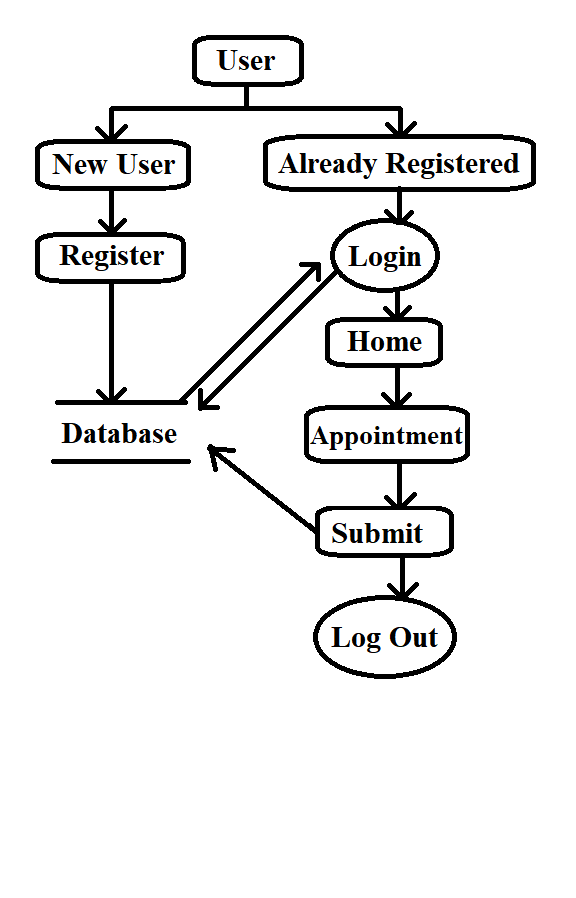 User
New User
Already Registered
Register
Login
Home
Database
Appointment
Submit
Log Out